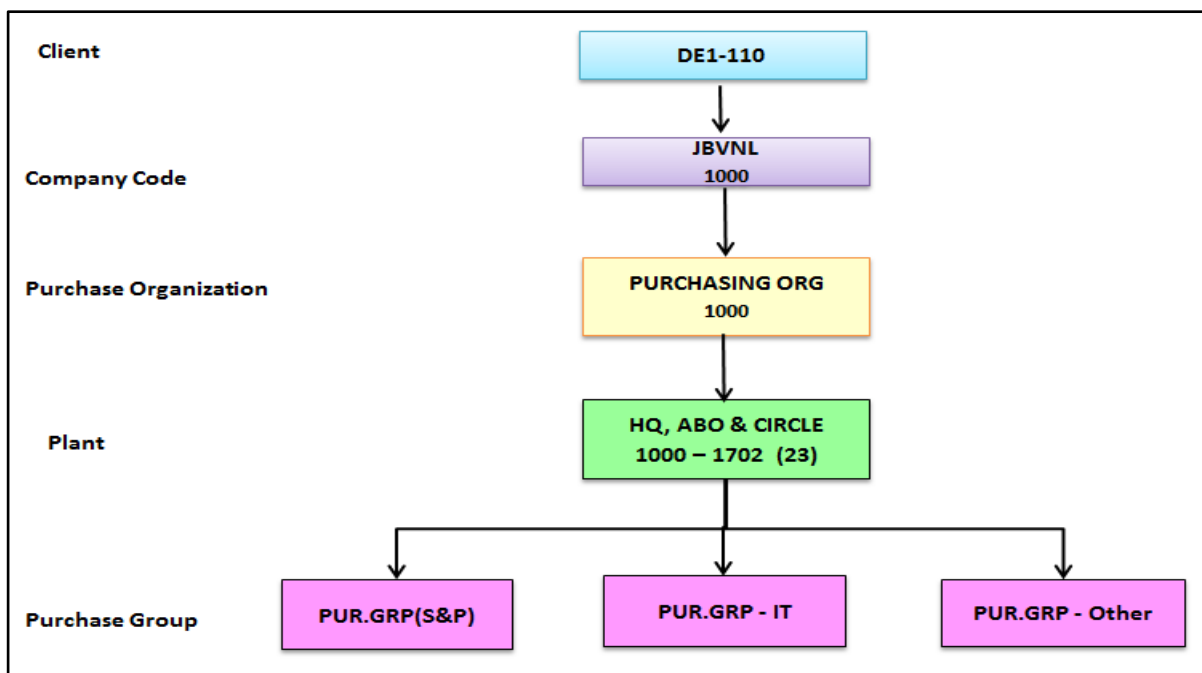 Client
DE1-110
JBVNL
1000
Company Code
PURCHASING ORG
1000
Purchase Organization
HQ, ABO & CIRCLE
1000 – 1702 (23)
Plant
PUR.GRP(S&P)
PUR.GRP - IT
PUR.GRP - Other
Purchase Group